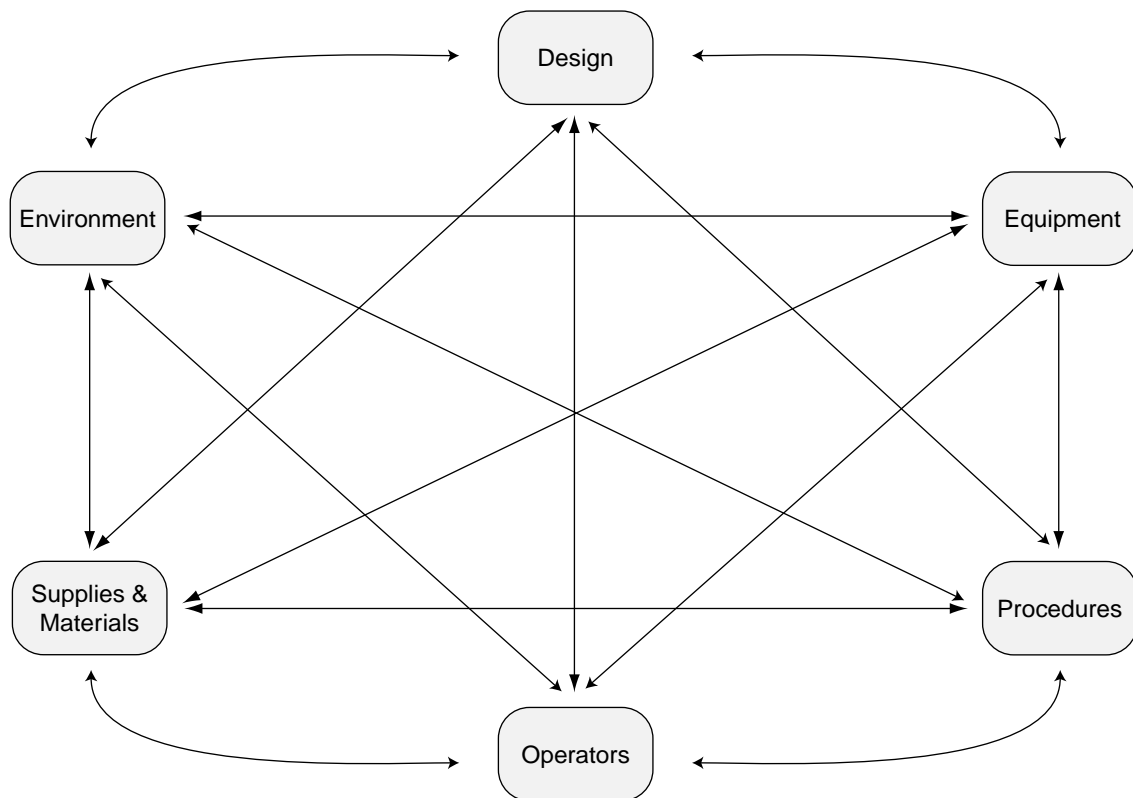 Design
Environment
Equipment
Supplies &
Materials
Procedures
Operators